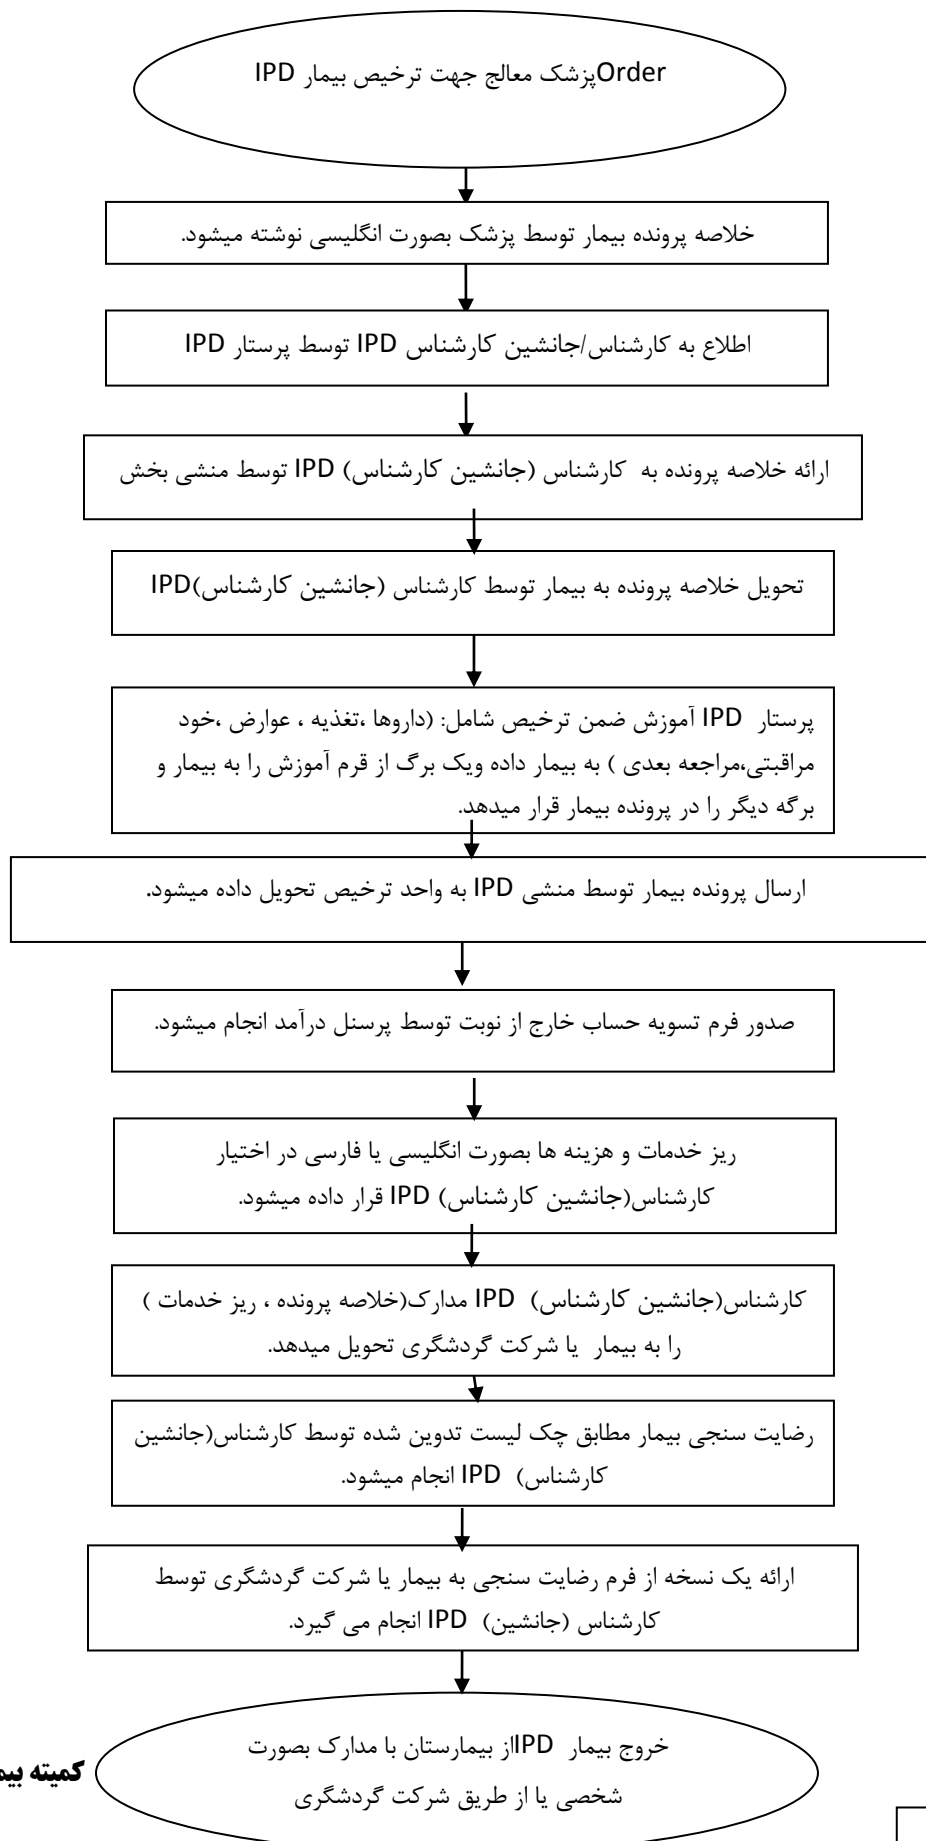 Orderپزشک معالج جهت ترخیص بیمار IPD
خلاصه پرونده بیمار توسط پزشک بصورت انگلیسی نوشته میشود.
اطلاع به کارشناس/جانشین کارشناس IPD توسط پرستار IPD
ارائه خلاصه پرونده به کارشناس (جانشین کارشناس) IPD توسط منشی بخش
تحویل خلاصه پرونده به بیمار توسط کارشناس (جانشین کارشناس)IPD
پرستار IPD آموزش ضمن ترخیص شامل: (داروها ،تغذیه ، عوارض ،خود
مراقبتی،مراجعه بعدی ) به بیمار داده ویک برگ از قرم آموزش را به بیمار و
برگه دیگر را در پرونده بیمار قرار میدهد.
ارسال پرونده بیمار توسط منشی IPD به واحد ترخیص تحویل داده میشود.
صدور فرم تسویه حساب خارج از نوبت توسط پرسنل درآمد انجام میشود.
ریز خدمات و هزینه ها بصورت انگلیسی یا فارسی در اختیار
کارشناس(جانشین کارشناس) IPD قرار داده میشود.
کارشناس(جانشین کارشناس) IPD مدارک(خلاصه پرونده ، ریز خدمات )
را به بیمار یا شرکت گردشگری تحویل میدهد.
رضایت سنجی بیمار مطابق چک لیست تدوین شده توسط کارشناس(جانشین
کارشناس) IPD انجام میشود.
ارائه یک نسخه از فرم رضایت سنجی به بیمار یا شرکت گردشگری توسط
کارشناس (جانشین) IPD انجام می گیرد.
خروج بیمار IPDاز بیمارستان با مدارک بصورت
شخصی یا از طریق شرکت گردشگری
کمیته